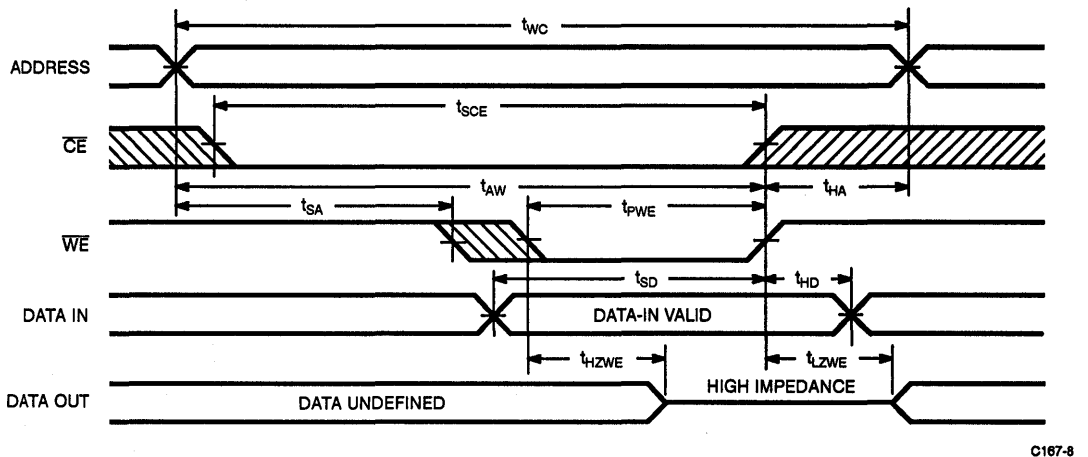 tWC
ADDRESS
tSCE
CE
tAW
tHA
tSA
tPWE
WE
tSD
tHD
DATA IN
DATA-IN VALID
tHZWE
tLZWE
HIGH IMPEDANCE
DATA OUT
DATA UNDEFINED
C167-8